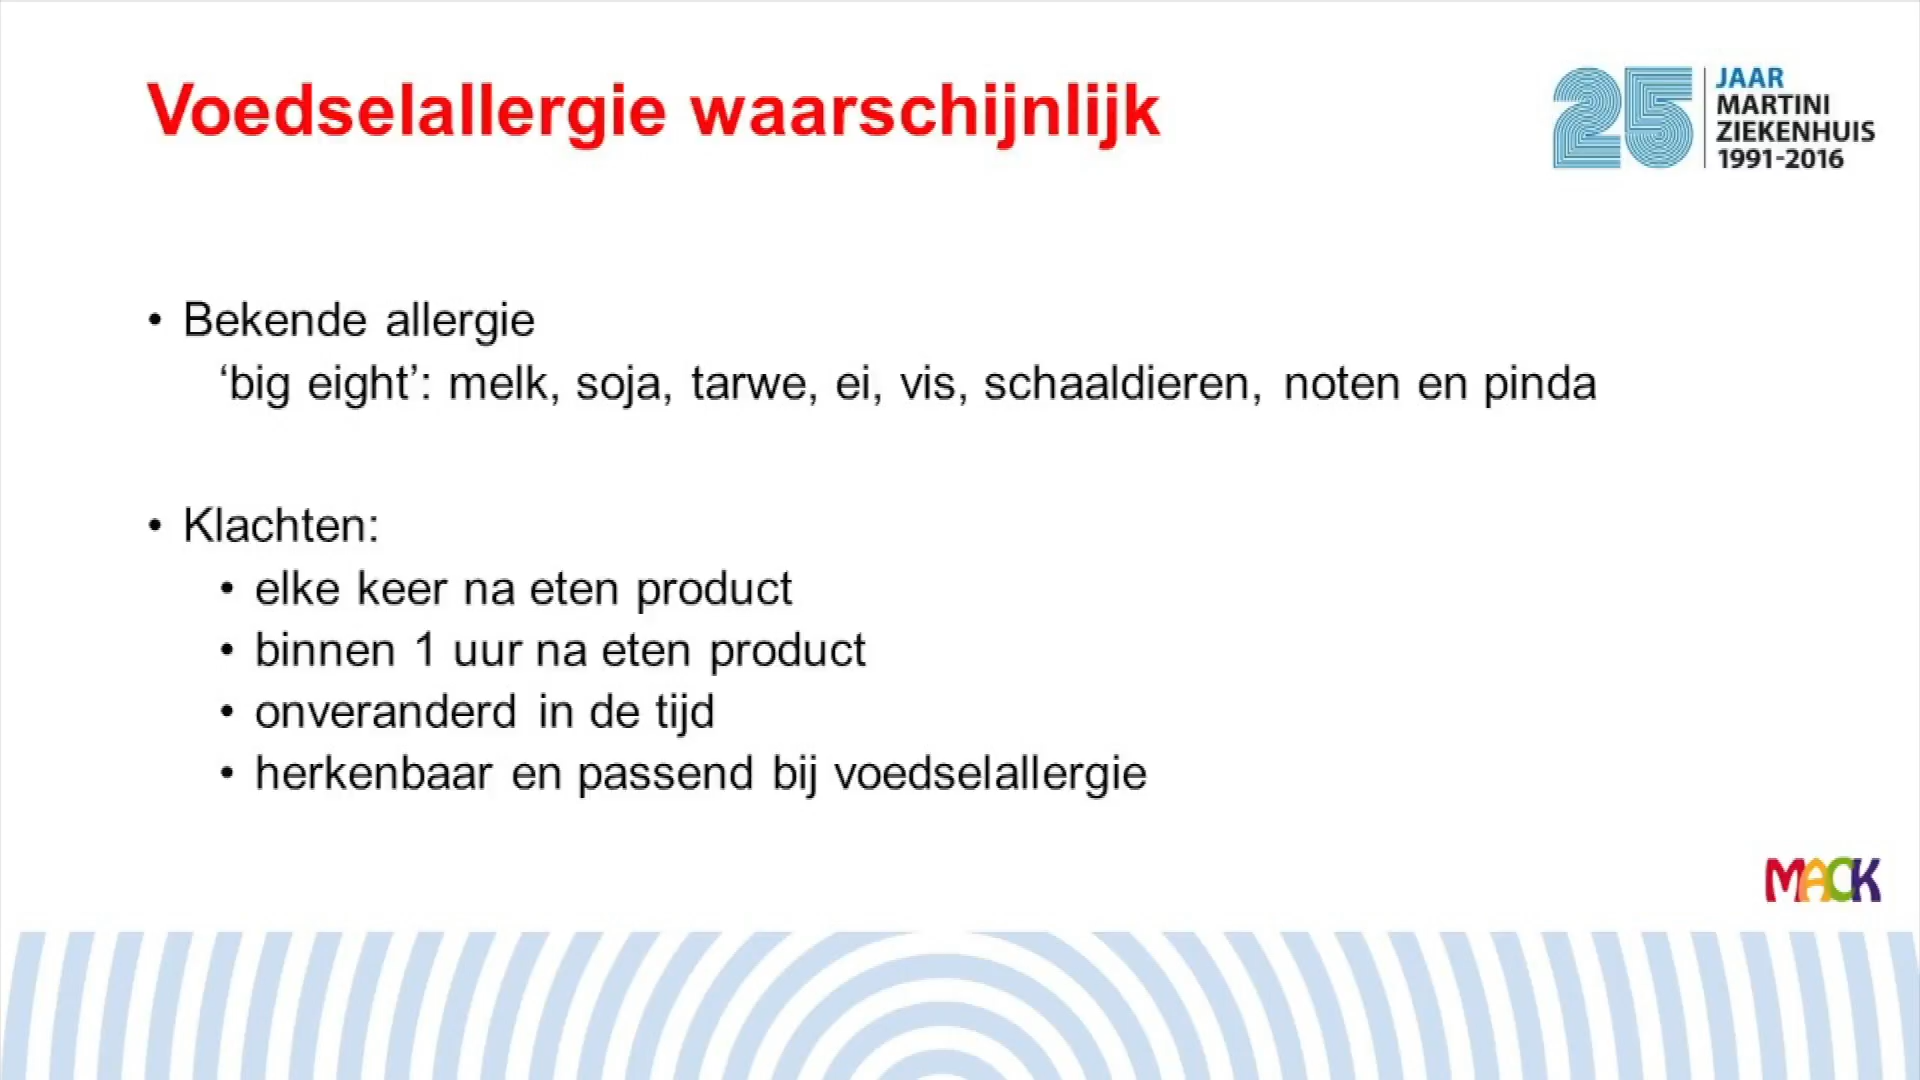 Voedselallergie waarschijnlijk
25 JAAR
MARTINI
ZIEKENHUIS
1991-2016
• Bekende allergie
‘big eight’: melk, soja, tarwe, ei, vis, schaaldieren, noten en pinda
• Klachten:
• elke keer na eten product
• binnen 1 uur na eten product
• onveranderd in de tijd
• herkenbaar en passend bij voedselallergie
MACK